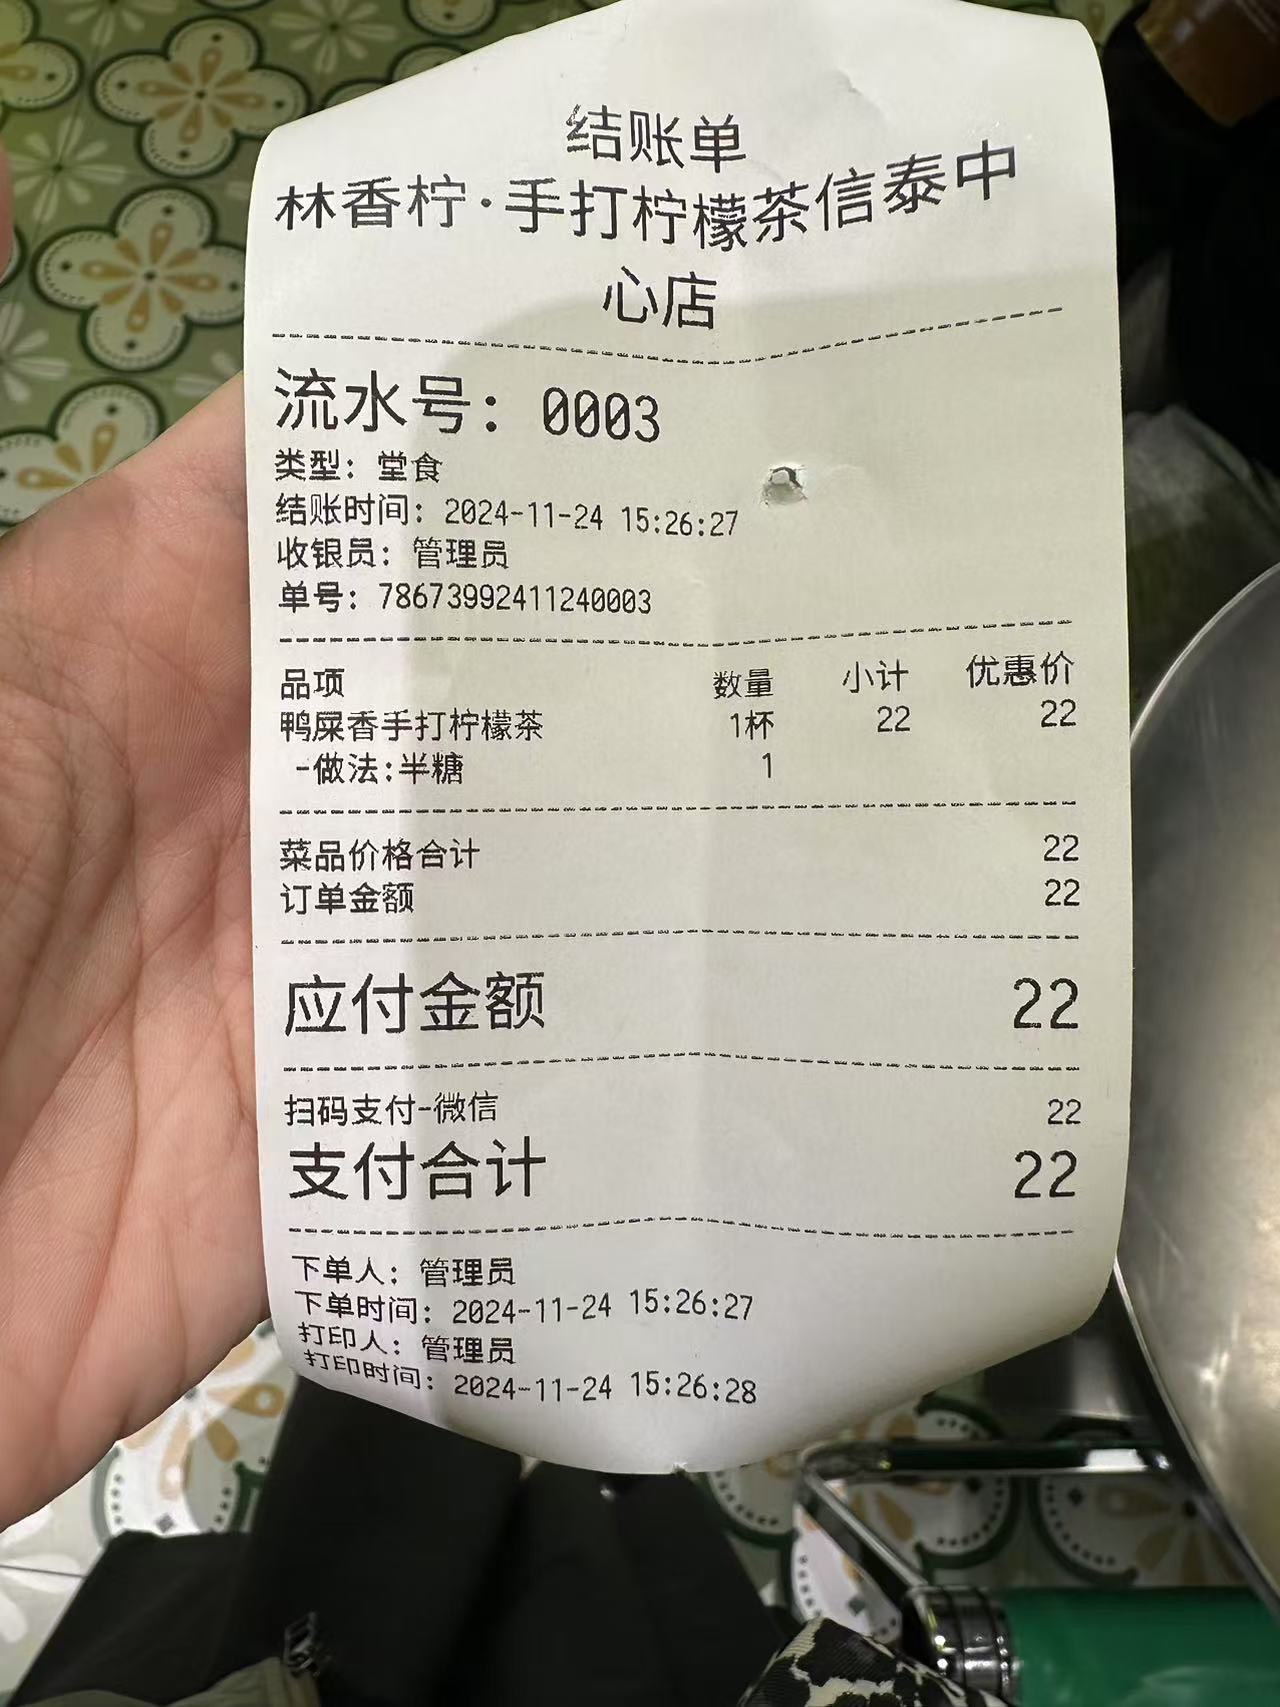 结账单
林香柠·手打柠檬茶信泰中
心店
流水号: 0003
类型: 堂食
结账时间: 2024-11-24 15:26:27
收银员: 管理员
单号: 78673992411240003
品项 数量 小计 优惠价
鸭屎香手打柠檬茶 1杯 22 22
-做法:半糖 1
菜品价格合计 22
订单金额 22
应付金额 22
扫码支付-微信 22
支付合计 22
下单人: 管理员
下单时间: 2024-11-24 15:26:27
打印人: 管理员
打印时间: 2024-11-24 15:26:28